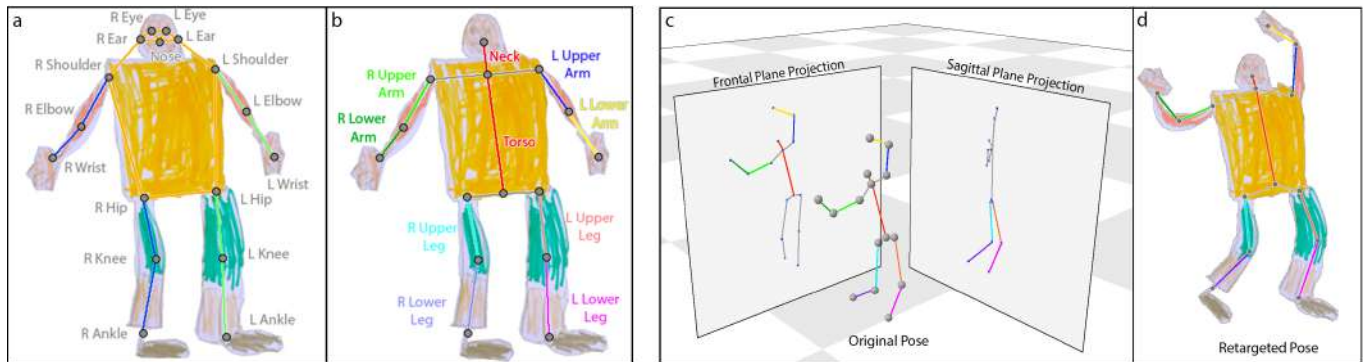 a
R Eye
L Eye
R Ear
L Ear
Nose
R Shoulder
L Shoulder
R Elbow
L Elbow
R Wrist
L Wrist
R Hip
L Hip
R Knee
L Knee
R Ankle
L Ankle
b
Neck
R Upper
Arm
L Upper
Arm
R Lower
Arm
L Lower
Arm
Torso
R Upper
Leg
L Upper
Leg
R Lower
Leg
L Lower
Leg
c
Frontal Plane Projection
Sagittal Plane Projection
Original Pose
d
Retargeted Pose